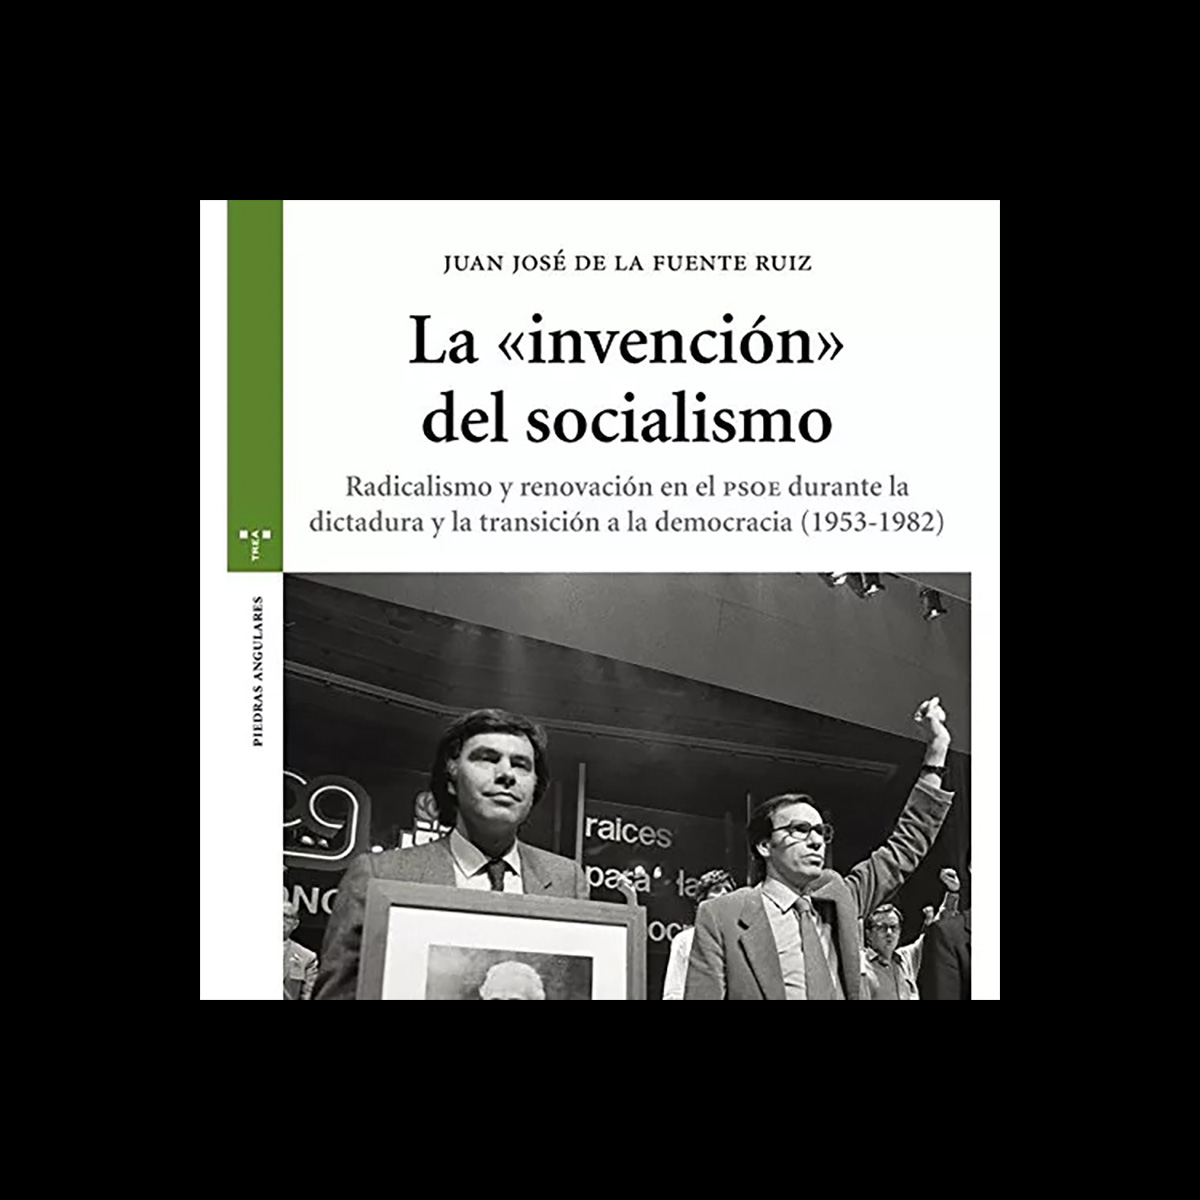 JUAN JOSÉ DE LA FUENTE RUIZ
La «invención»
del socialismo
Radicalismo y renovación en el PSOE durante la
dictadura y la transición a la democracia (1953-1982)
TREA
PIEDRAS ANGULARES
raices
para la